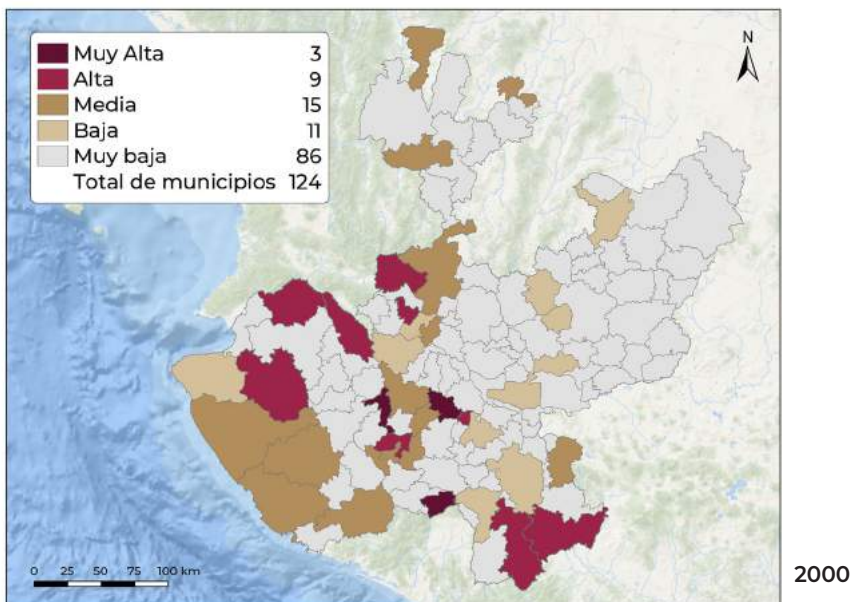 Muy Alta 3
Alta 9
Media 15
Baja 11
Muy baja 86
Total de municipios 124
N
0 25 50 75 100 km
2000